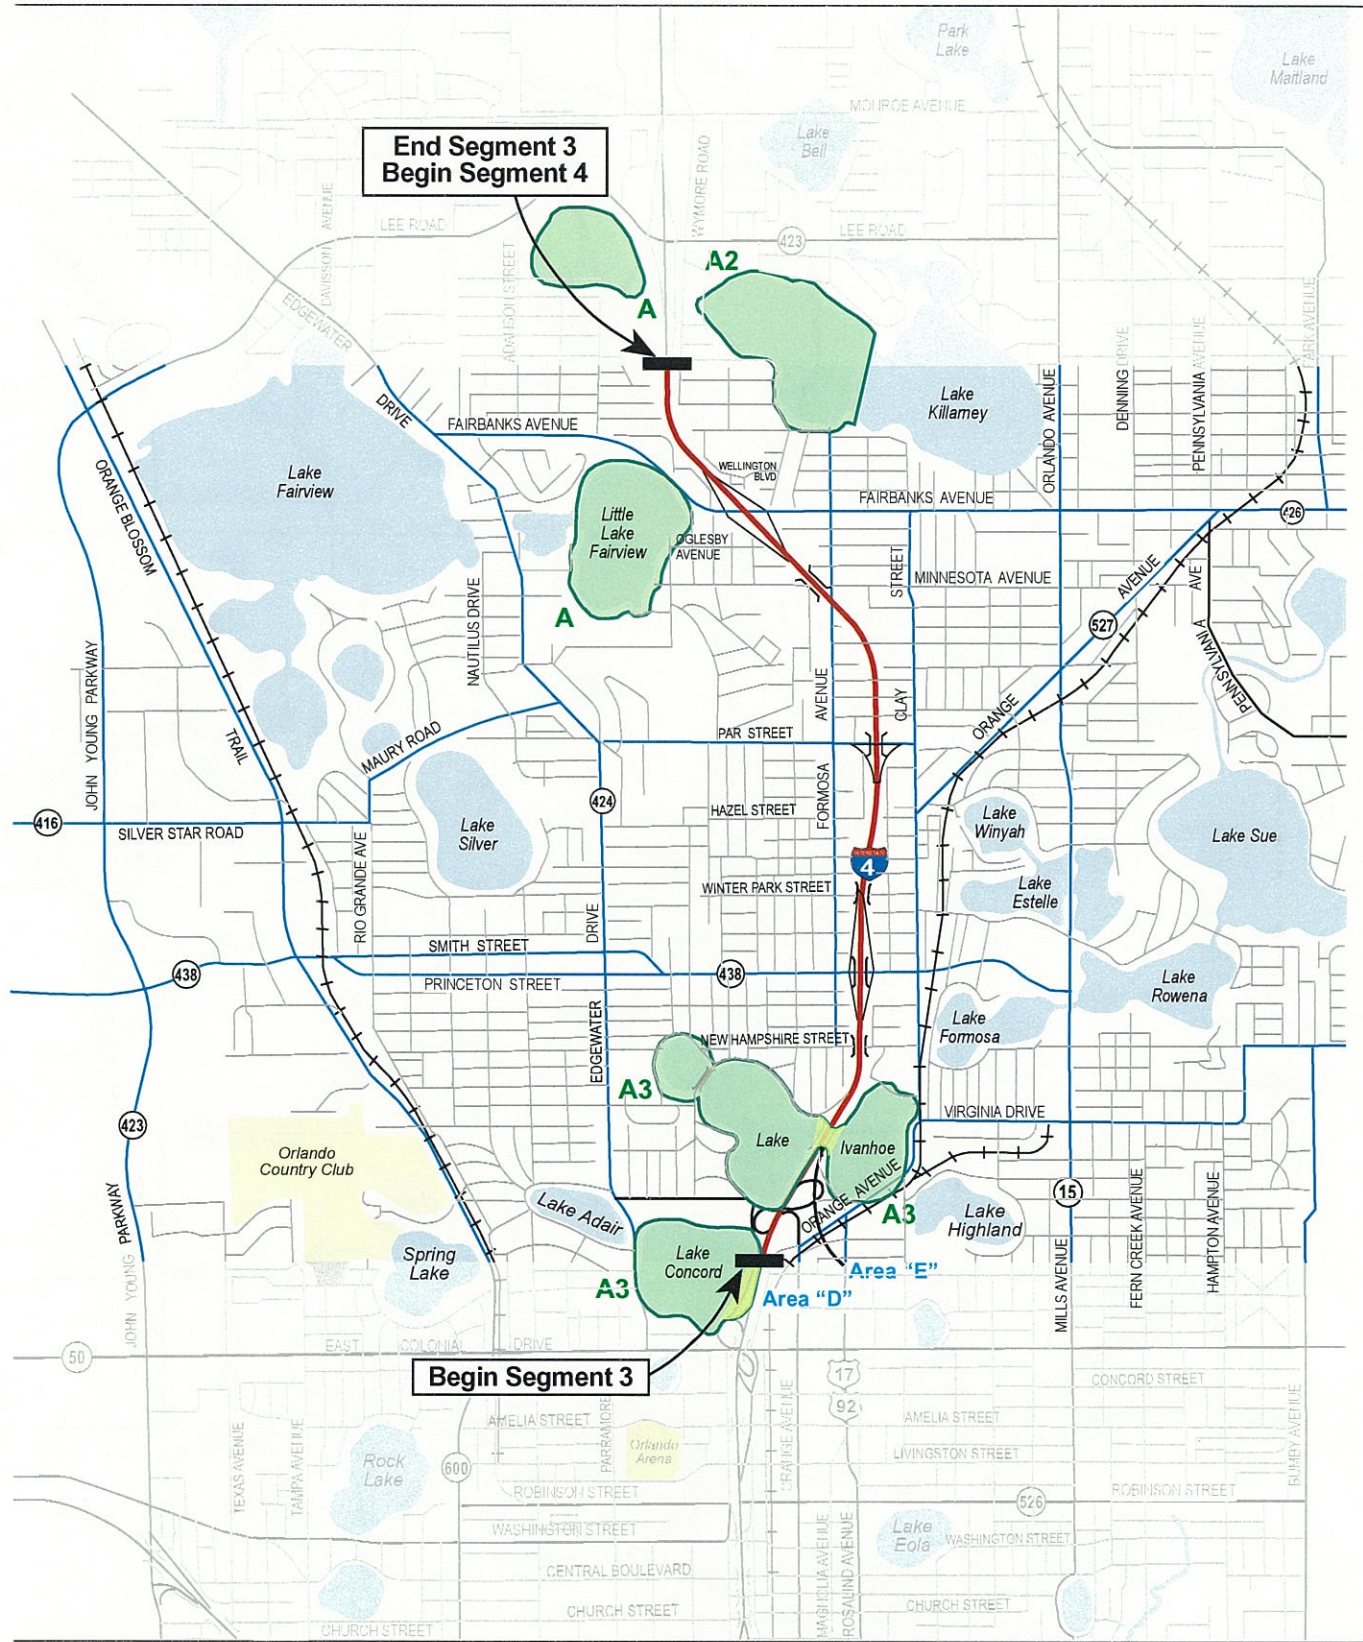 Park
Lake
Lake
Maitland
MONROE AVENUE
Lake
Bell
End Segment 3
Begin Segment 4
WYMORE ROAD
DAVISSON AVENUE
LEE ROAD
423
LEE ROAD
ADANSON STREET
A2
A
EDGEWATER
DRIVE
PARK AVENUE
Lake
Killarney
ORLANDO AVENUE
DENNING DRIVE
PENNSYLVANIA AVENUE
FAIRBANKS AVENUE
WELLINGTON
BLVD
Lake
Fairview
ORANGE BLOSSOM
TRAIL
FAIRBANKS AVENUE
426
Little
Lake
Fairview
OGLESBY
AVENUE
A
NAUTILUS DRIVE
STREET
CLAY
MINNESOTA AVENUE
AVENUE
527
ORANGE
AVE
PENNSYLVANIA
JOHN YOUNG PARKWAY
MAURY ROAD
PAR STREET
AVENUE
FORMOSA
HAZEL STREET
424
416
SILVER STAR ROAD
Lake
Silver
Lake
Winyah
Lake Sue
INTERSTATE
4
WINTER PARK STREET
Lake
Estelle
RIO GRANDE AVE
DRIVE
EDGEWATER
SMITH STREET
438
438
PRINCETON STREET
Lake
Rowena
Lake
Formosa
NEW HAMPSHIRE STREET
A3
VIRGINIA DRIVE
423
Lake
Ivanhoe
Orlando
Country Club
ORANGE AVENUE
A3
15
PARKWAY
JOHN YOUNG
Lake Adair
Lake
Highland
Spring
Lake
Lake
Concord
A3
Area "E"
Area "D"
MILLS AVENUE
FERN CREEK AVENUE
HAMPTON AVENUE
50
EAST COLONIAL DRIVE
Begin Segment 3
17
92
CONCORD STREET
AMELIA STREET
AMELIA STREET
PARRAMORE
Orlando
Arena
ORANGE AVENUE
LIVINGSTON STREET
BUMBY AVENUE
TEXAS AVENUE
TAMPA AVENUE
Rock
Lake
600
ROBINSON STREET
ROBINSON STREET
526
WASHINGTON STREET
Lake
Eola
WASHINGTON STREET
CENTRAL BOULEVARD
MAGNOLIA AVENUE
ROSALIND AVENUE
CHURCH STREET
CHURCH STREET
CHURCH STREET